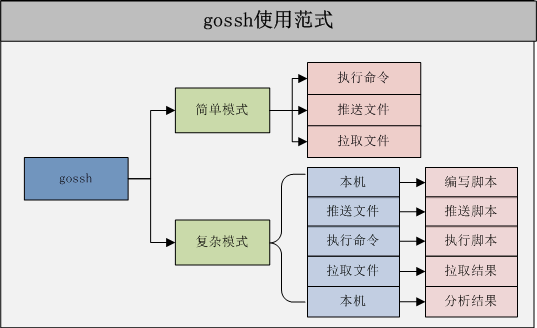 gossh使用范式
gossh
简单模式
执行命令
推送文件
拉取文件
复杂模式
本机
编写脚本
推送文件
推送脚本
执行命令
执行脚本
拉取文件
拉取结果
本机
分析结果